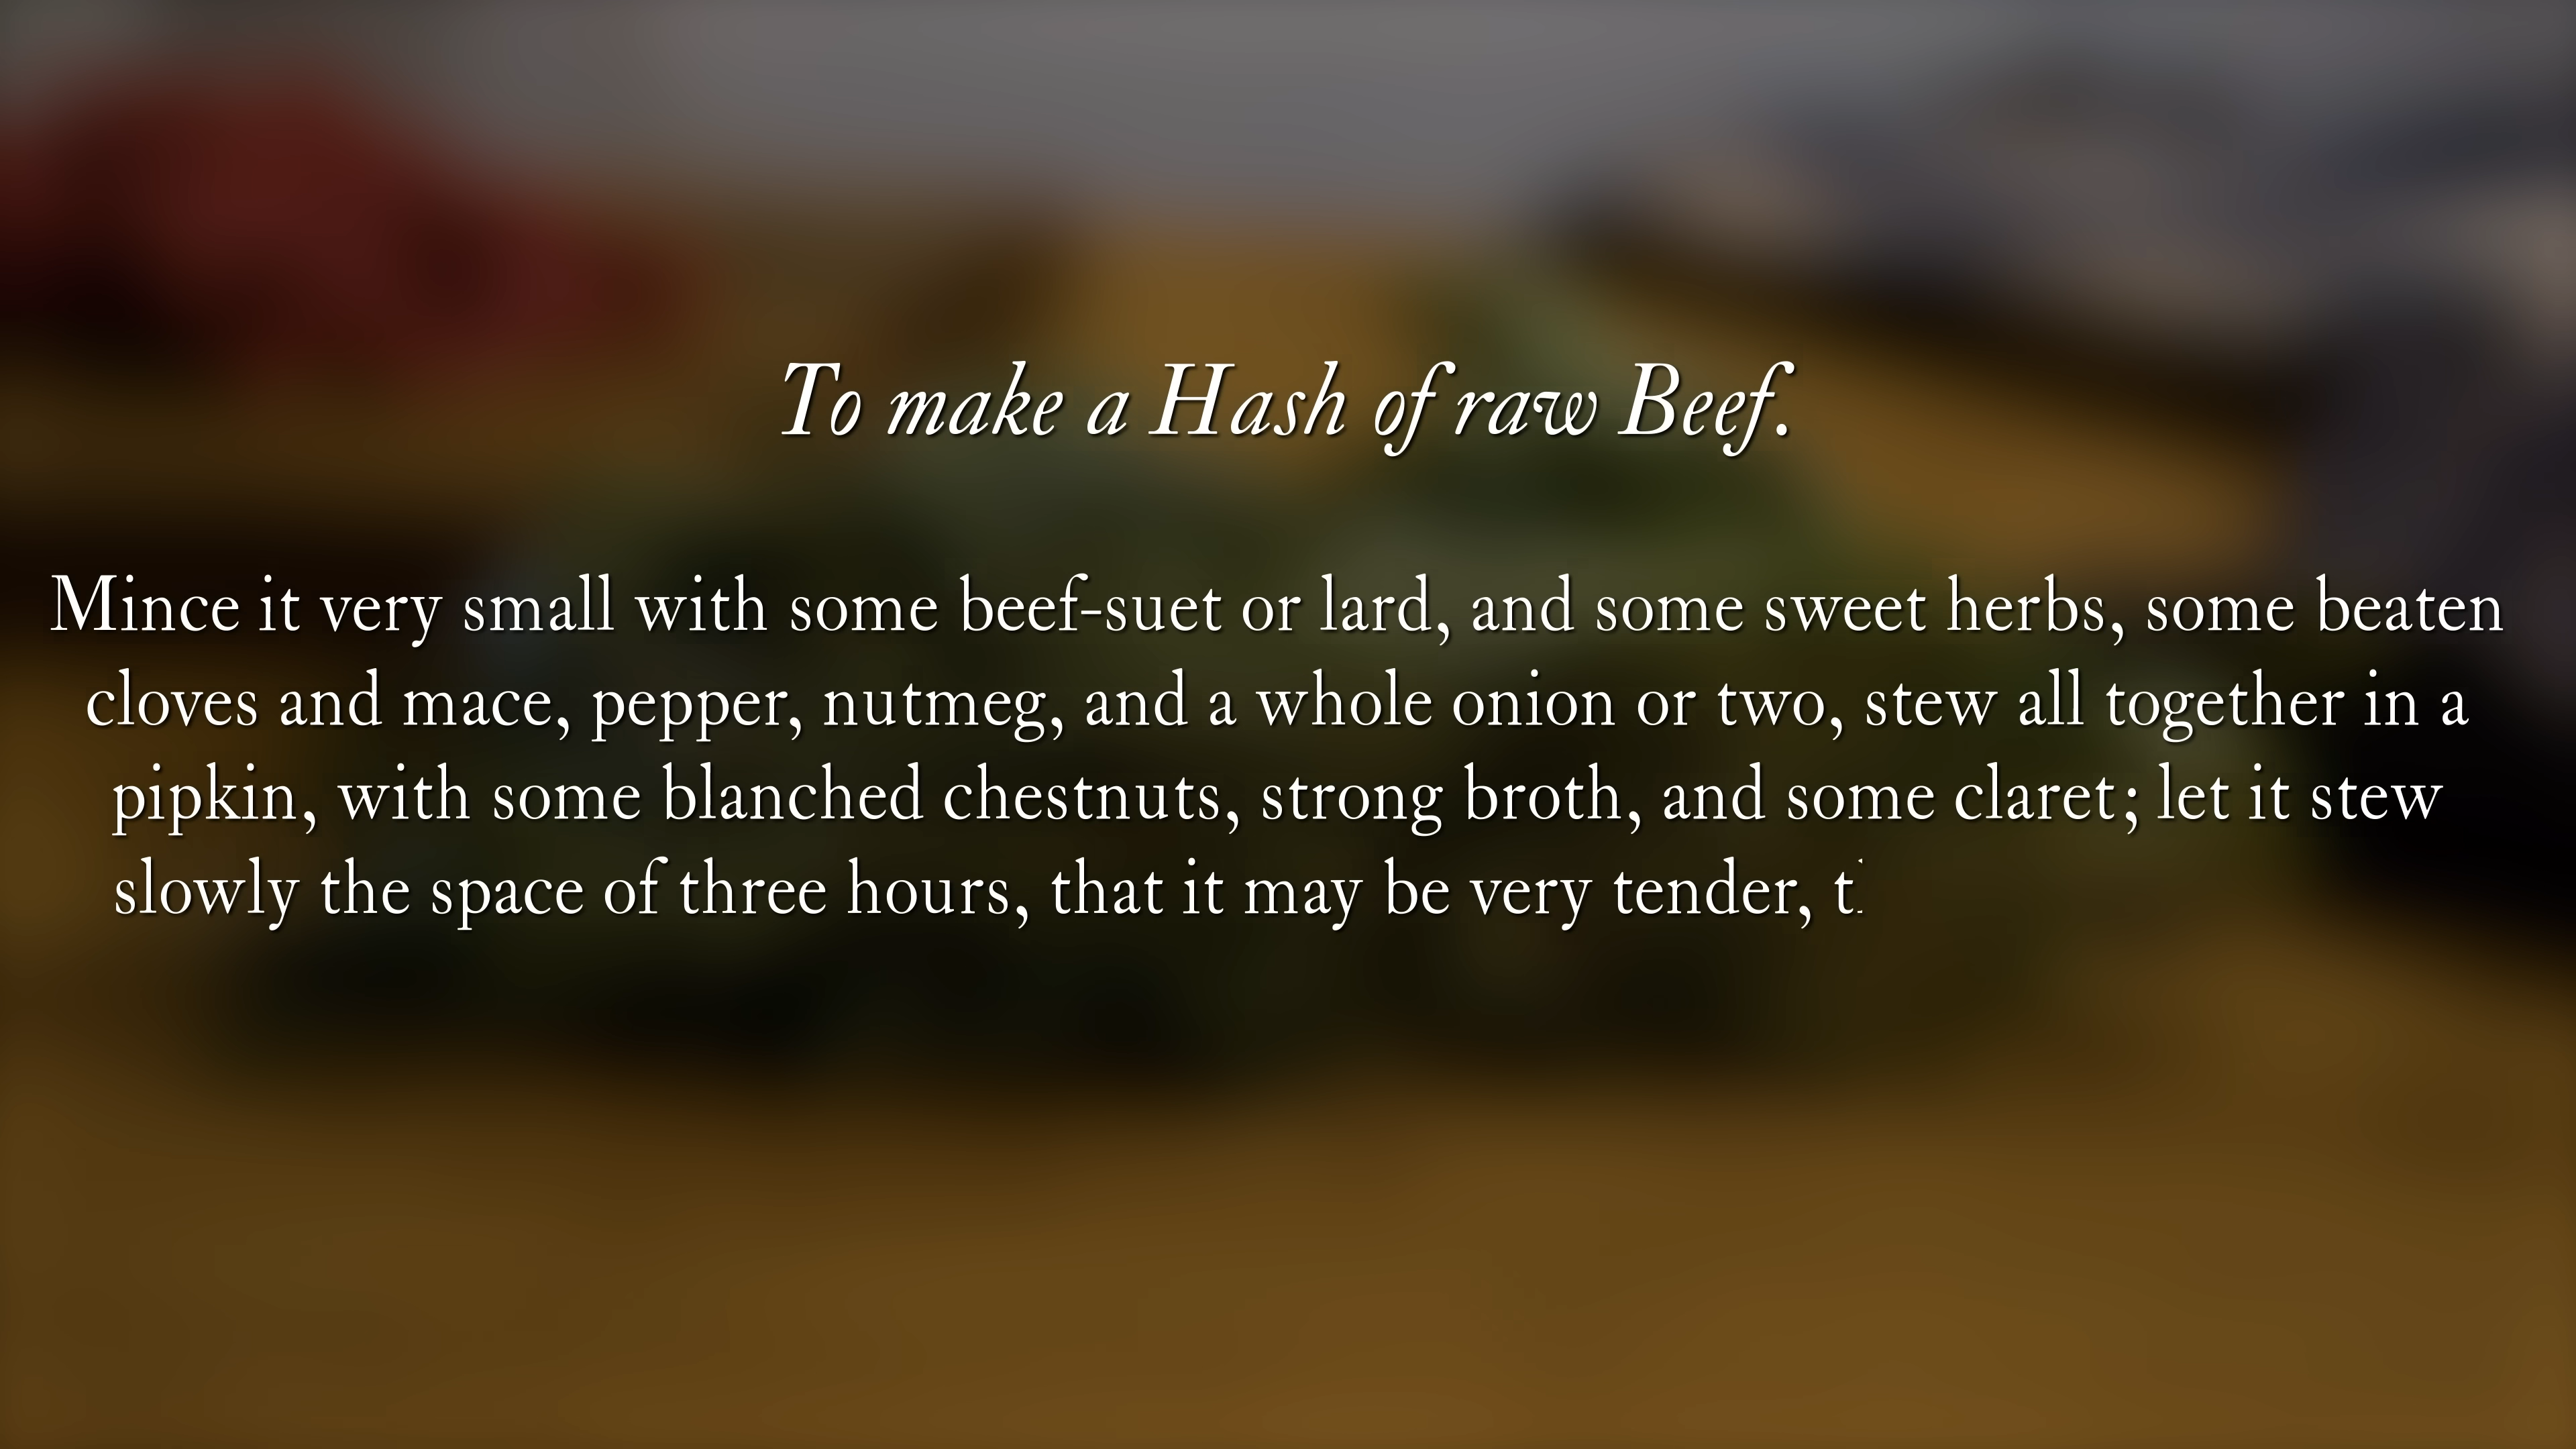 To make a Hash of raw Beef.
Mince it very small with some beef-suet or lard, and some sweet herbs, some beaten
cloves and mace, pepper, nutmeg, and a whole onion or two, stew all together in a
pipkin, with some blanched chestnuts, strong broth, and some claret; let it stew
slowly the space of three hours, that it may be very tender,